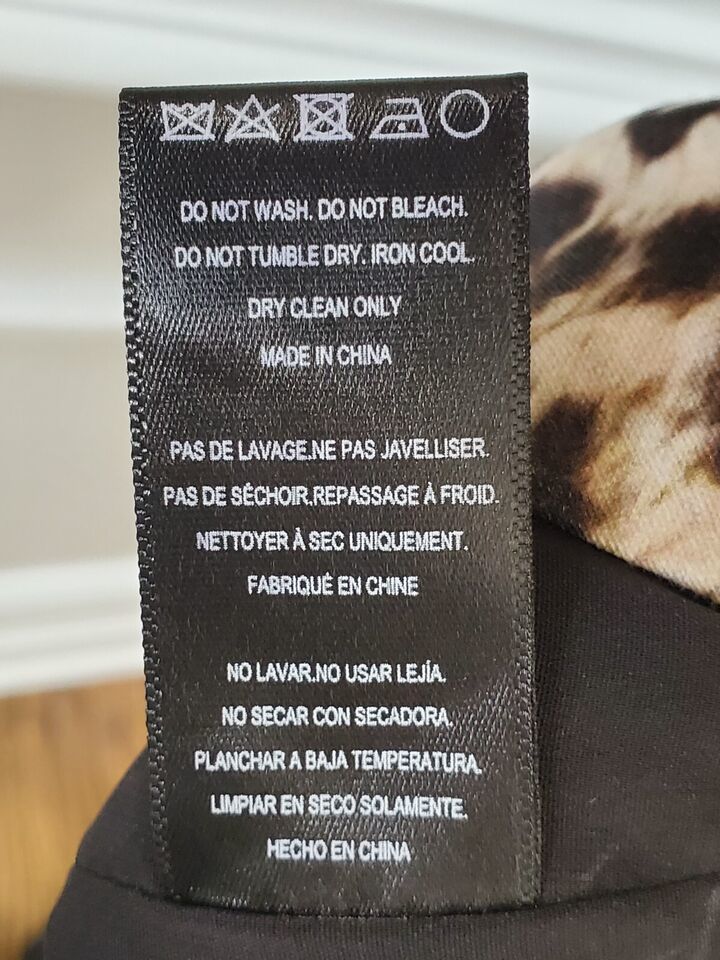 DO NOT WASH. DO NOT BLEACH.
DO NOT TUMBLE DRY. IRON COOL.
DRY CLEAN ONLY
MADE IN CHINA
PAS DE LAVAGE.NE PAS JAVELLISER.
PAS DE SÉCHOIR.REPASSAGE À FROID.
NETTOYER À SEC UNIQUEMENT.
FABRIQUÉ EN CHINE
NO LAVAR.NO USAR LEJÍA.
NO SECAR CON SECADORA.
PLANCHAR A BAJA TEMPERATURA.
LIMPIAR EN SECO SOLAMENTE.
HECHO EN CHINA